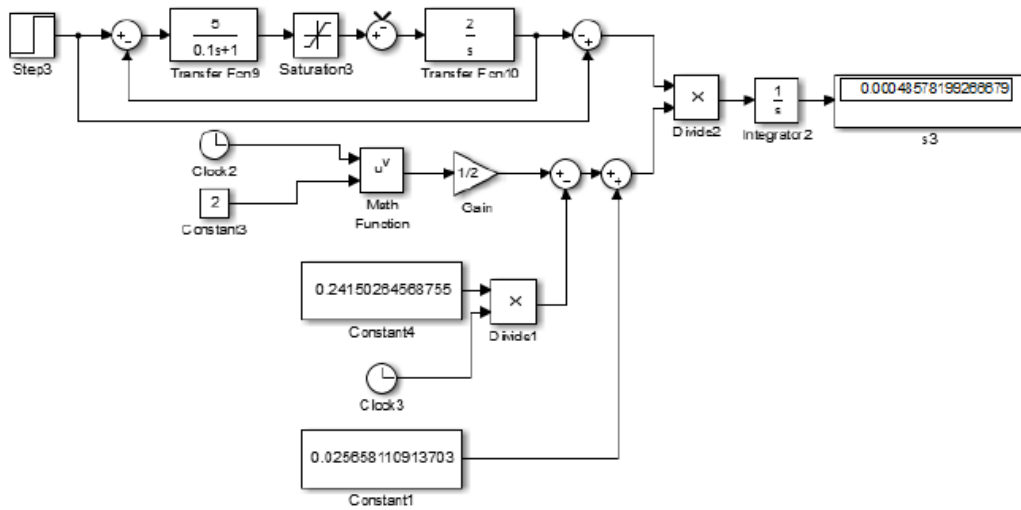 Step3
5
0.1s+1
Transfer Fcn9
Saturation3
2
s
Transfer Fcn10
Divide2
1
s
Integrator2
0.00048578199266679
s3
Clock2
2
Constant3
u^v
Math
Function
1/2
Gain
0.24150264568755
Constant4
Divide1
Clock3
0.025658110913703
Constant1